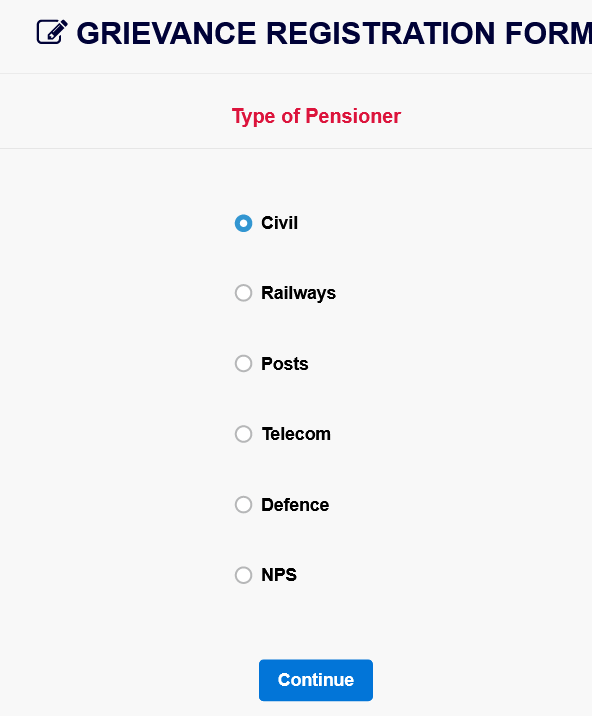 GRIEVANCE REGISTRATION FORM
Type of Pensioner
Civil
Railways
Posts
Telecom
Defence
NPS
Continue